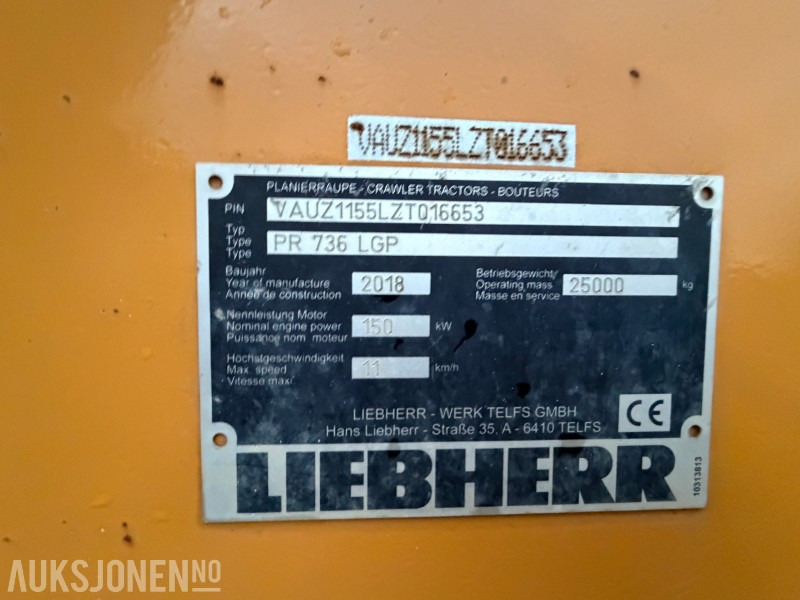 VAUZ1155LZT016653
PLANIERRAUPE - CRAWLER TRACTORS - BOUTEURS
PIN VAUZ1155LZT016653
Typ
Type PR 736 LGP
Type
Baujahr
Year of manufacture 2018
Année de construction
Betriebsgewicht
Operating mass 25000 kg
Masse en service
Nennleistung Motor
Nominal engine power 150 kW
Puissance nom. moteur
Höchstgeschwindigkeit
Max. speed 11 km/h
Vitesse maxi
LIEBHERR - WERK TELFS GMBH
Hans Liebherr - Straße 35, A - 6410 TELFS
CE
LIEBHERR
10313813
AUKSJONEN.NO